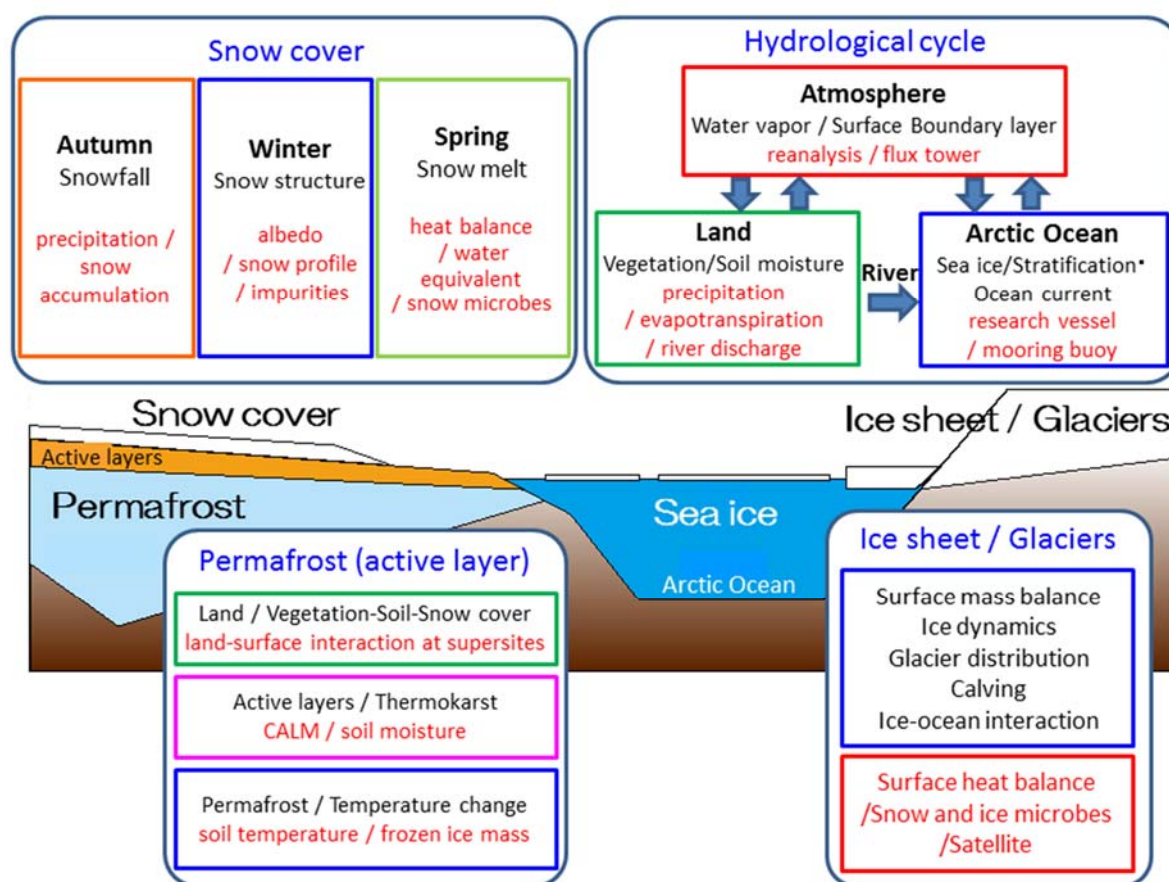 Snow cover
Autumn
Snowfall
precipitation /
snow
accumulation
Winter
Snow structure
albedo
/ snow profile
/ impurities
Spring
Snow melt
heat balance
/ water
equivalent
/ snow microbes
Hydrological cycle
Atmosphere
Water vapor / Surface Boundary layer
reanalysis / flux tower
Land
Vegetation/Soil moisture
precipitation
/ evapotranspiration
/ river discharge
River
Arctic Ocean
Sea ice/Stratification・
Ocean current
research vessel
/ mooring buoy
Snow cover
Active layers
Permafrost
Sea ice
Arctic Ocean
Ice sheet / Glaciers
Permafrost (active layer)
Land / Vegetation-Soil-Snow cover
land-surface interaction at supersites
Active layers / Thermokarst
CALM / soil moisture
Permafrost / Temperature change
soil temperature / frozen ice mass
Ice sheet / Glaciers
Surface mass balance
Ice dynamics
Glacier distribution
Calving
Ice-ocean interaction
Surface heat balance
/Snow and ice microbes
/Satellite